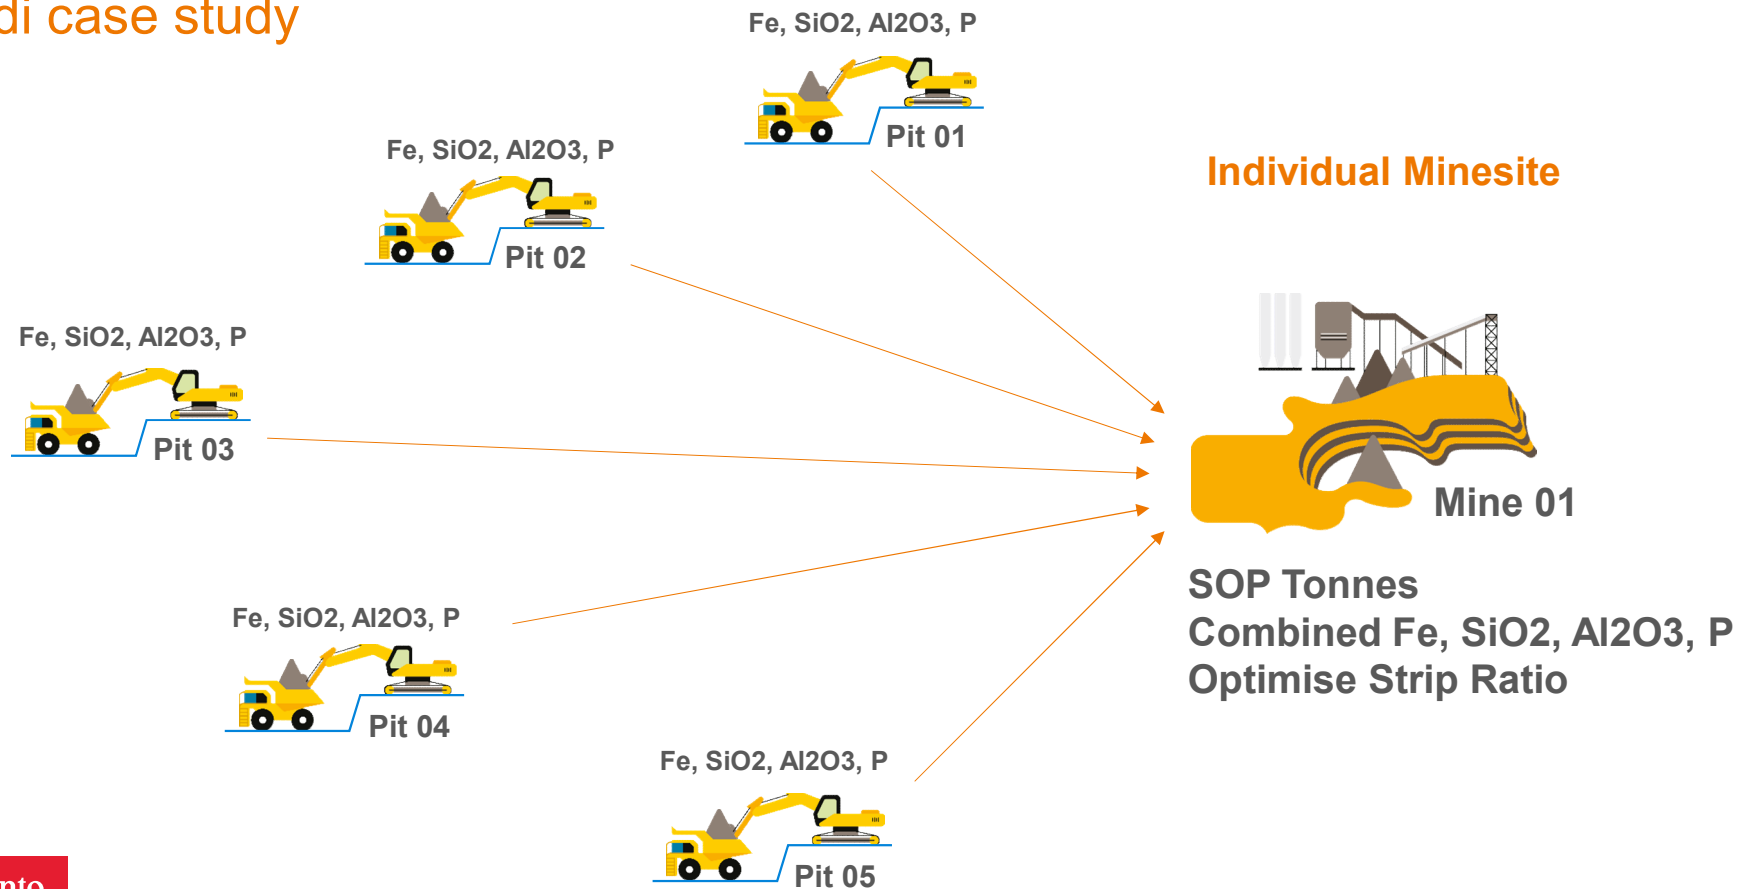 di case study
Fe, SiO2, Al2O3, P
Pit 01
Fe, SiO2, Al2O3, P
Pit 02
Individual Minesite
Fe, SiO2, Al2O3, P
Pit 03
Mine 01
SOP Tonnes
Combined Fe, SiO2, Al2O3, P
Optimise Strip Ratio
Fe, SiO2, Al2O3, P
Pit 04
Fe, SiO2, Al2O3, P
Pit 05
nto